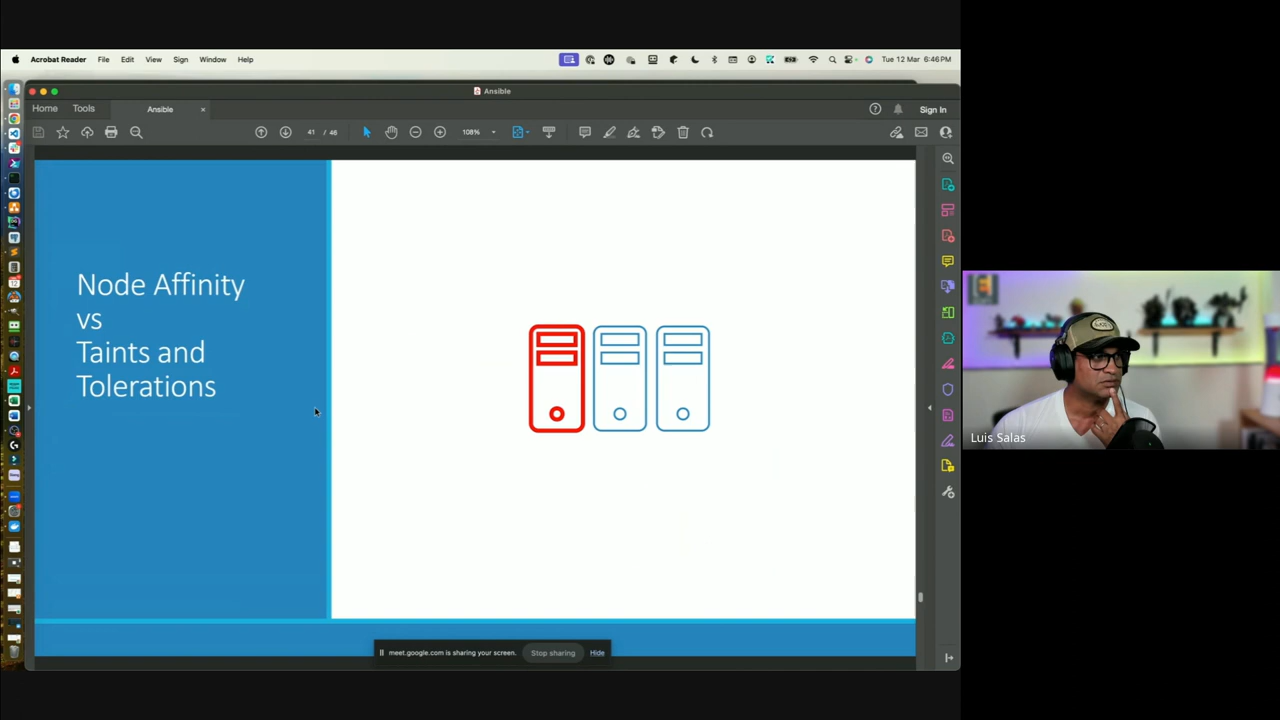 Acrobat Reader File Edit View Sign Window Help Tue 12 Mar 6:46PM
Ansible
Home Tools Ansible × Sign In
41 / 46 108%
Node Affinity
vs
Taints and
Tolerations
Luis Salas
meet.google.com is sharing your screen. Stop sharing Hide